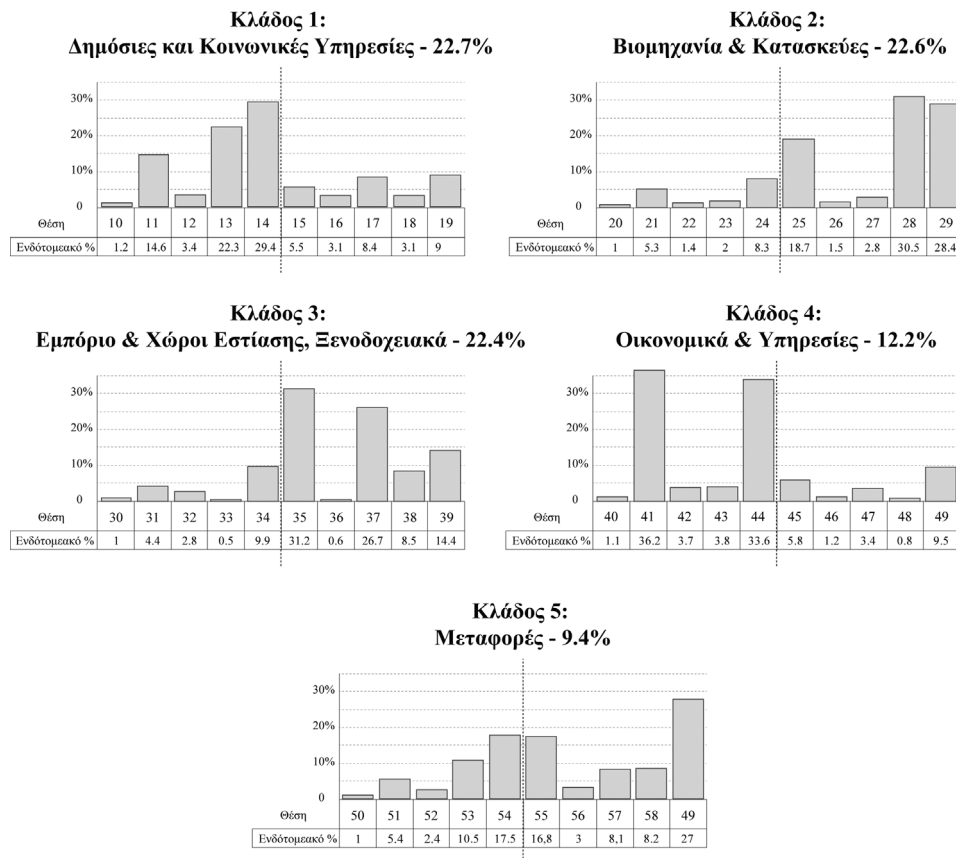 Κλάδος 1:
Δημόσιες και Κοινωνικές Υπηρεσίες - 22.7%
30%
20%
10%
0
Θέση 10 11 12 13 14 15 16 17 18 19
Ενδότομεακό % 1.2 14.6 3.4 22.3 29.4 5.5 3.1 8.4 3.1 9
Κλάδος 2:
Βιομηχανία & Κατασκεύες - 22.6%
30%
20%
10%
0
Θέση 20 21 22 23 24 25 26 27 28 29
Ενδότομεακό % 1 5.3 1.4 2 8.3 18.7 1.5 2.8 30.5 28.4
Κλάδος 3:
Εμπόριο & Χώροι Εστίασης, Ξενοδοχειακά - 22.4%
30%
20%
10%
0
Θέση 30 31 32 33 34 35 36 37 38 39
Ενδότομεακό % 1 4.4 2.8 0.5 9.9 31.2 0.6 26.7 8.5 14.4
Κλάδος 4:
Οικονομικά & Υπηρεσίες - 12.2%
30%
20%
10%
0
Θέση 40 41 42 43 44 45 46 47 48 49
Ενδότομεακό % 1.1 36.2 3.7 3.8 33.6 5.8 1.2 3.4 0.8 9.5
Κλάδος 5:
Μεταφορές - 9.4%
30%
20%
10%
0
Θέση 50 51 52 53 54 55 56 57 58 49
Ενδότομεακό % 1 5.4 2.4 10.5 17.5 16,8 3 8,1 8.2 27